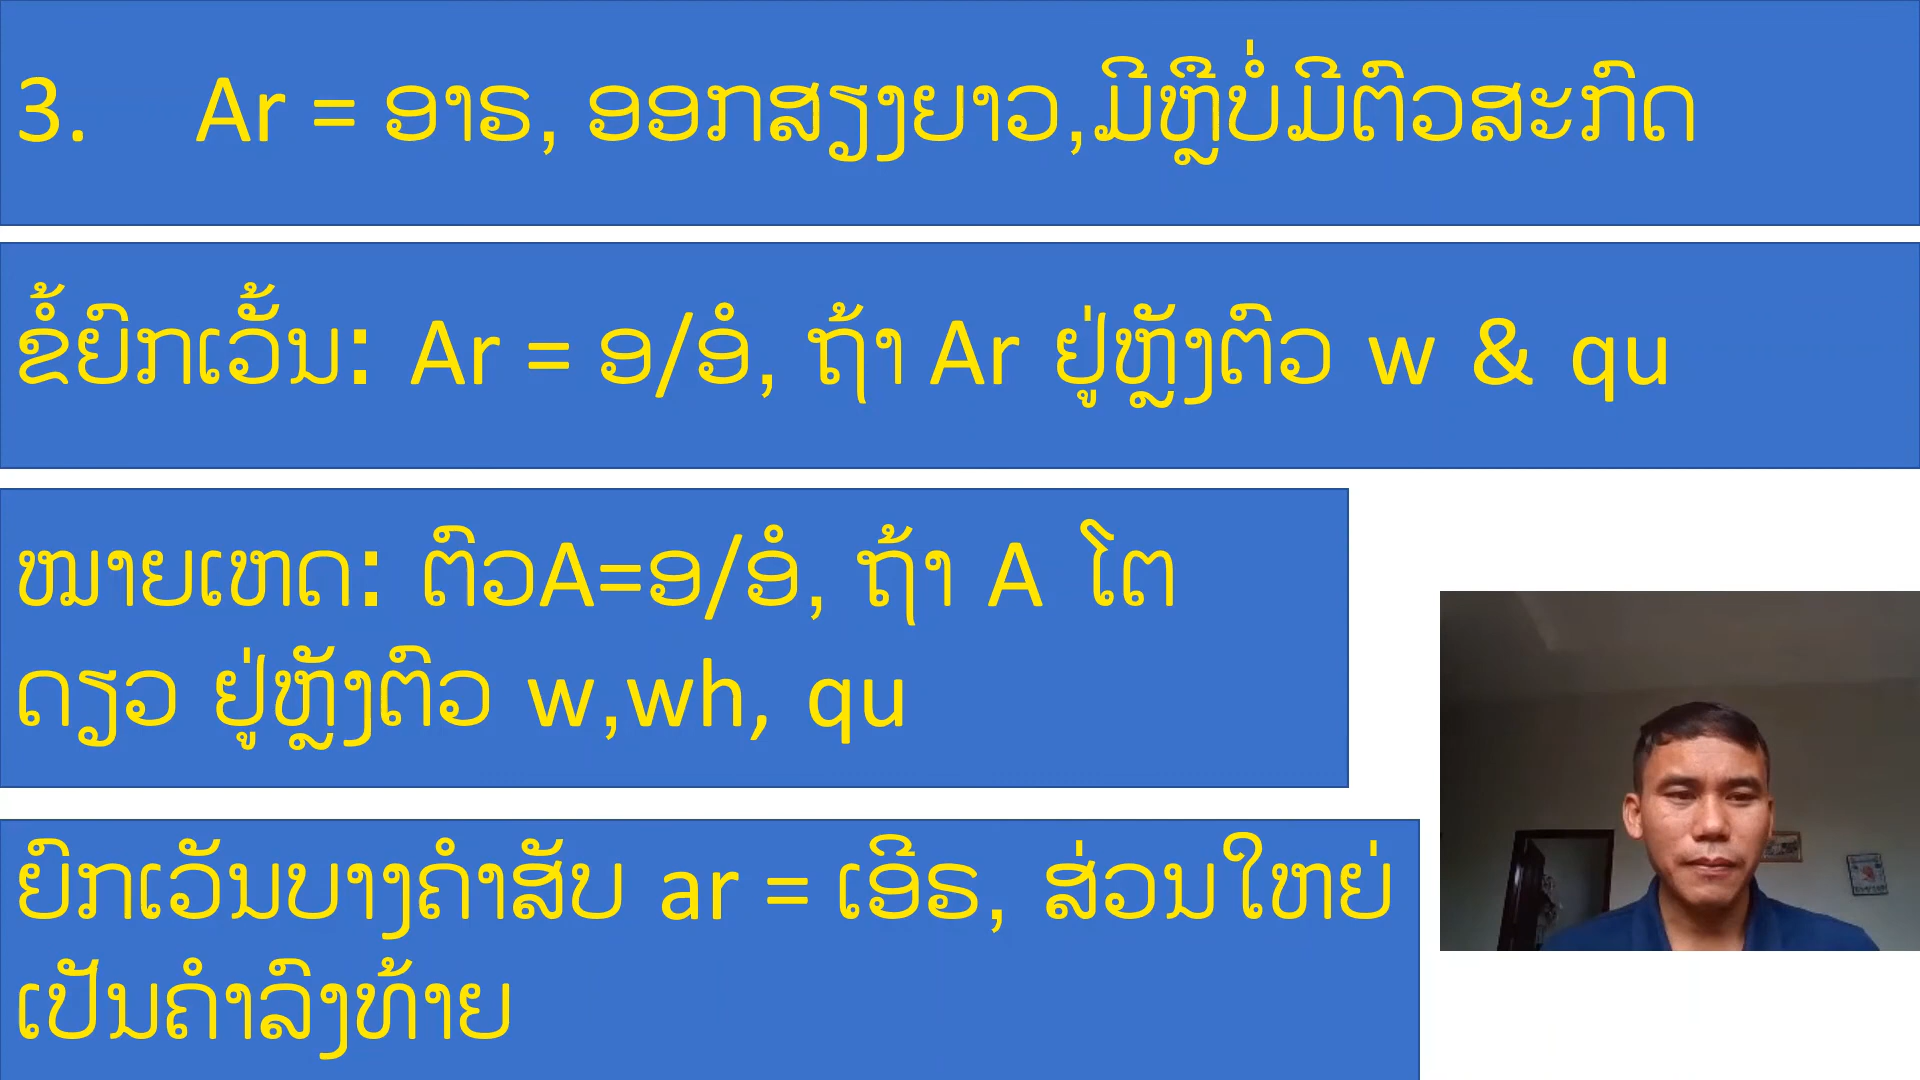 3. Ar = ອາຣ, ອອກສຽງຍາວ,ມີຫຼືບໍ່ມີຕົວສະກົດ
ຂໍ້ຍົກເວັ້ນ: Ar = ອ/ອໍ, ຖ້າ Ar ຢູ່ຫຼັງຕົວ w & qu
ໝາຍເຫດ: ຕົວA=ອ/ອໍ, ຖ້າ A ໂຕ
ດຽວ ຢູ່ຫຼັງຕົວ w,wh, qu
ຍົກເວັນບາງຄຳສັບ ar = ເອີຣ, ສ່ວນໃຫຍ່
ເປັນຄຳລົງທ້າຍ